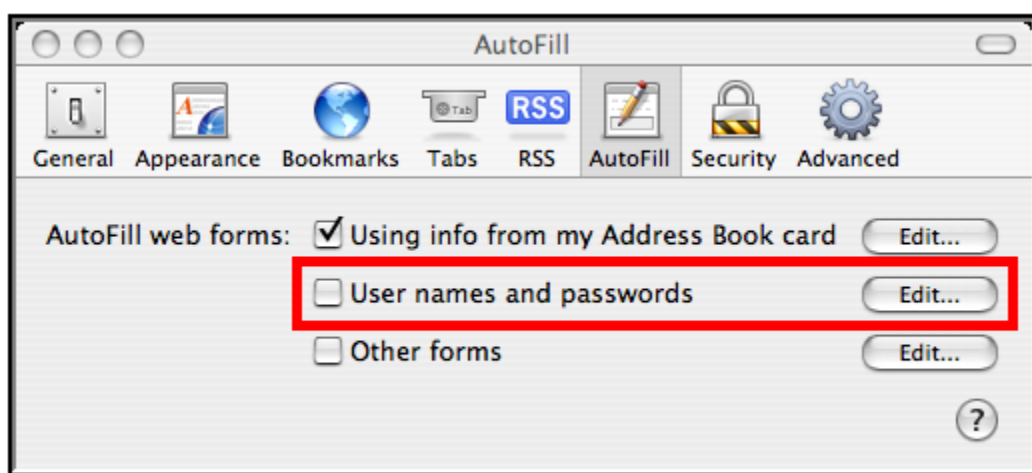 AutoFill
Tab
RSS
General Appearance Bookmarks Tabs RSS AutoFill Security Advanced
AutoFill web forms: Using info from my Address Book card Edit...
User names and passwords Edit...
Other forms Edit...
?